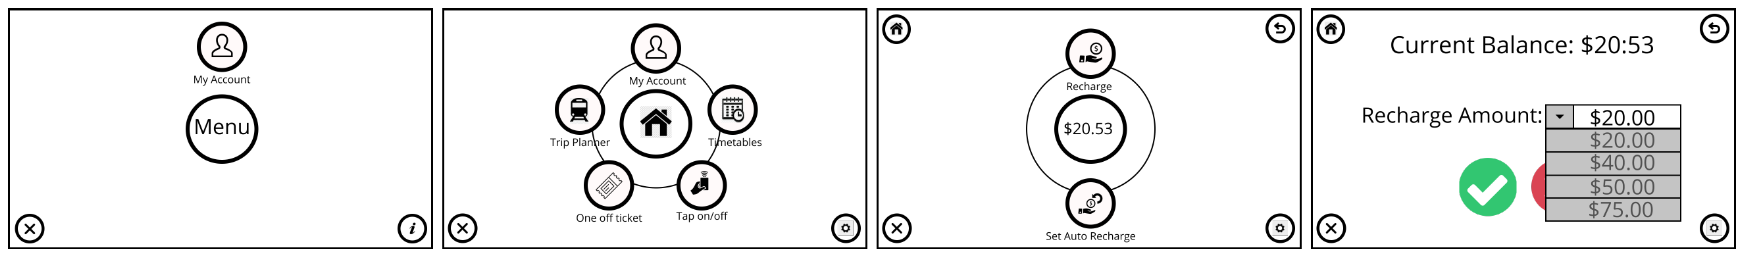 My Account
Menu
i
My Account
Trip Planner
Timetables
One off ticket
Tap on/off
Recharge
$20.53
Set Auto Recharge
Current Balance: $20:53
Recharge Amount: $20.00
$20.00
$40.00
$50.00
$75.00